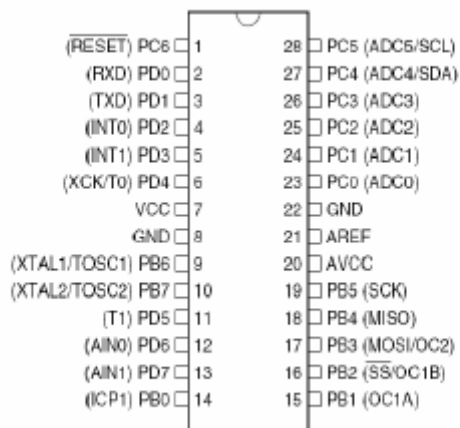 (RESET) PC6 1 28 PC5 (ADC5/SCL)
(RXD) PD0 2 27 PC4 (ADC4/SDA)
(TXD) PD1 3 26 PC3 (ADC3)
(INT0) PD2 4 25 PC2 (ADC2)
(INT1) PD3 5 24 PC1 (ADC1)
(XCK/T0) PD4 6 23 PC0 (ADC0)
VCC 7 22 GND
GND 8 21 AREF
(XTAL1/TOSC1) PB6 9 20 AVCC
(XTAL2/TOSC2) PB7 10 19 PB5 (SCK)
(T1) PD5 11 18 PB4 (MISO)
(AIN0) PD6 12 17 PB3 (MOSI/OC2)
(AIN1) PD7 13 16 PB2 (SS/OC1B)
(ICP1) PB0 14 15 PB1 (OC1A)